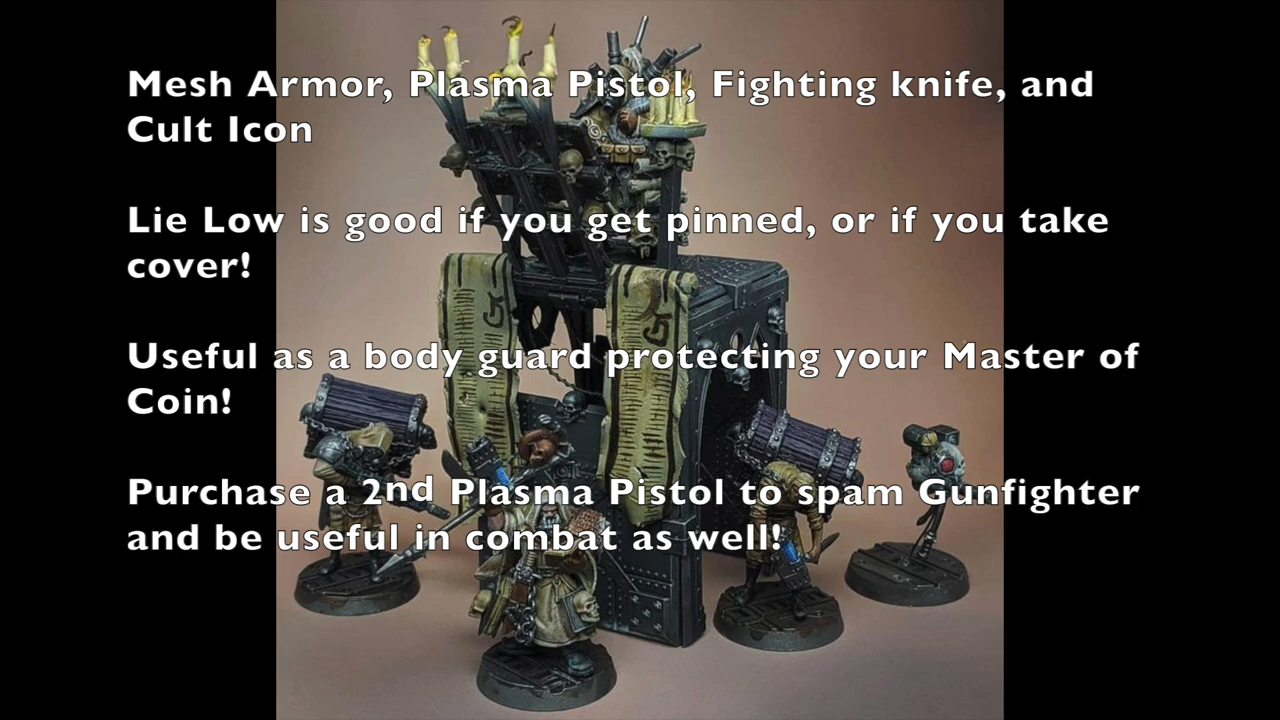 Mesh Armor, Plasma Pistol, Fighting knife, and
Cult Icon
Lie Low is good if you get pinned, or if you take
cover!
Useful as a body guard protecting your Master of
Coin!
Purchase a 2nd Plasma Pistol to spam Gunfighter
and be useful in combat as well!